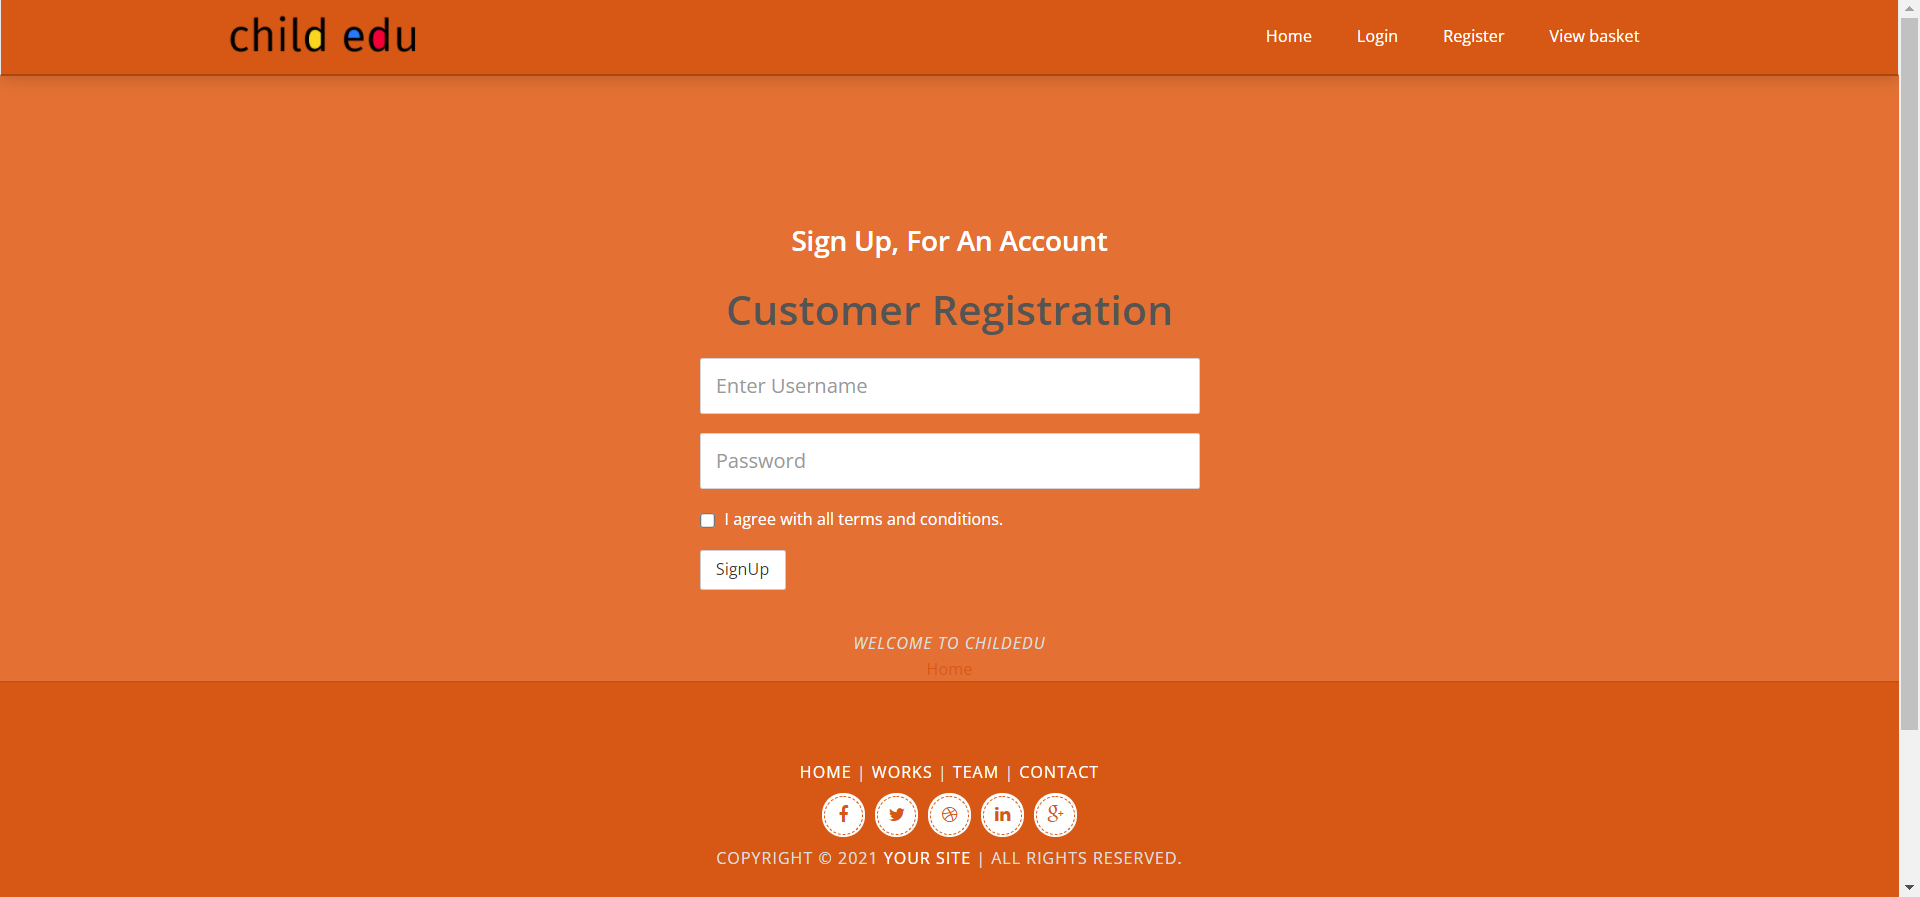 child edu
Home Login Register View basket
Sign Up, For An Account
Customer Registration
Enter Username
Password
I agree with all terms and conditions.
SignUp
WELCOME TO CHILDEDU
Home
HOME | WORKS | TEAM | CONTACT
COPYRIGHT © 2021 YOUR SITE | ALL RIGHTS RESERVED.